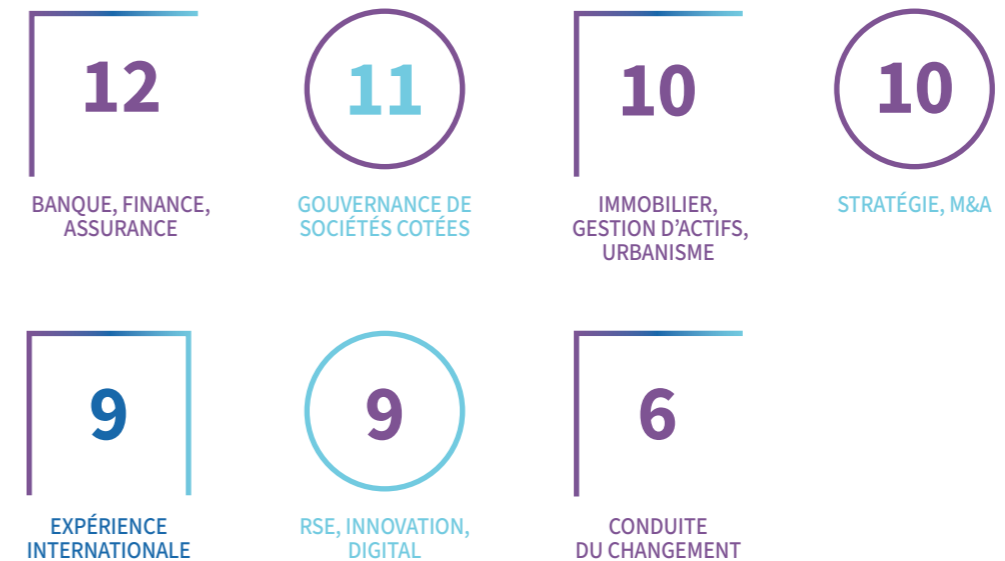 12
BANQUE, FINANCE,
ASSURANCE
11
GOUVERNANCE DE
SOCIÉTÉS COTÉES
10
IMMOBILIER,
GESTION D’ACTIFS,
URBANISME
10
STRATÉGIE, M&A
9
EXPÉRIENCE
INTERNATIONALE
9
RSE, INNOVATION,
DIGITAL
6
CONDUITE
DU CHANGEMENT